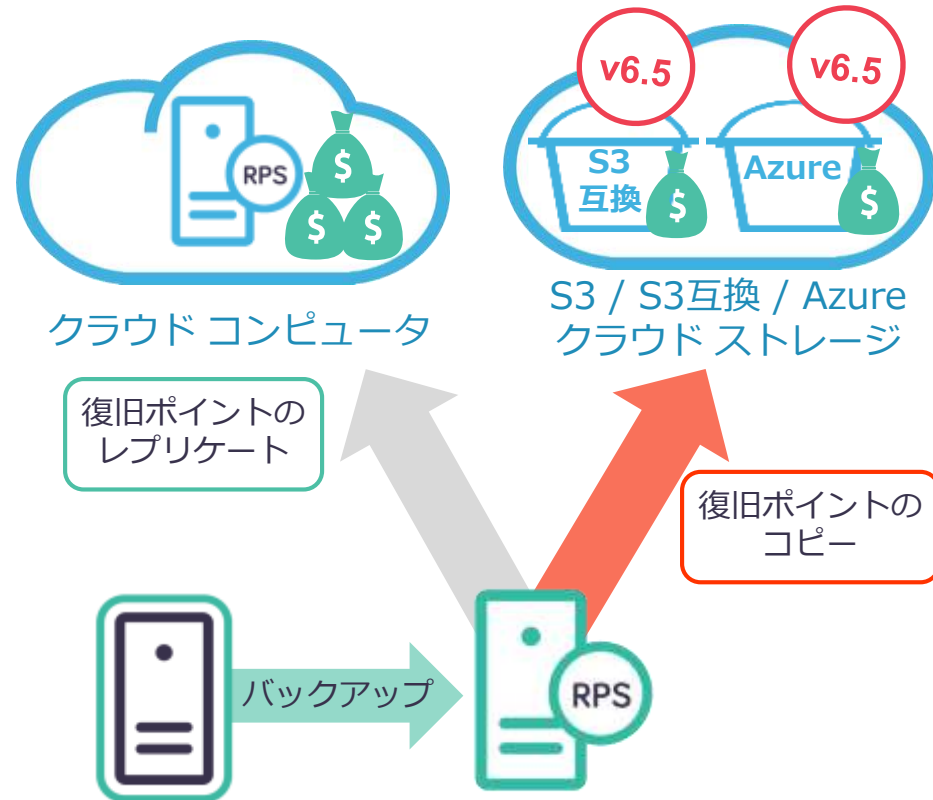 v6.5
v6.5
RPS
$
$
$
S3
互換
$
Azure
$
クラウド コンピュータ
S3 / S3互換 / Azure
クラウド ストレージ
復旧ポイントの
レプリケート
復旧ポイントの
コピー
バックアップ
RPS